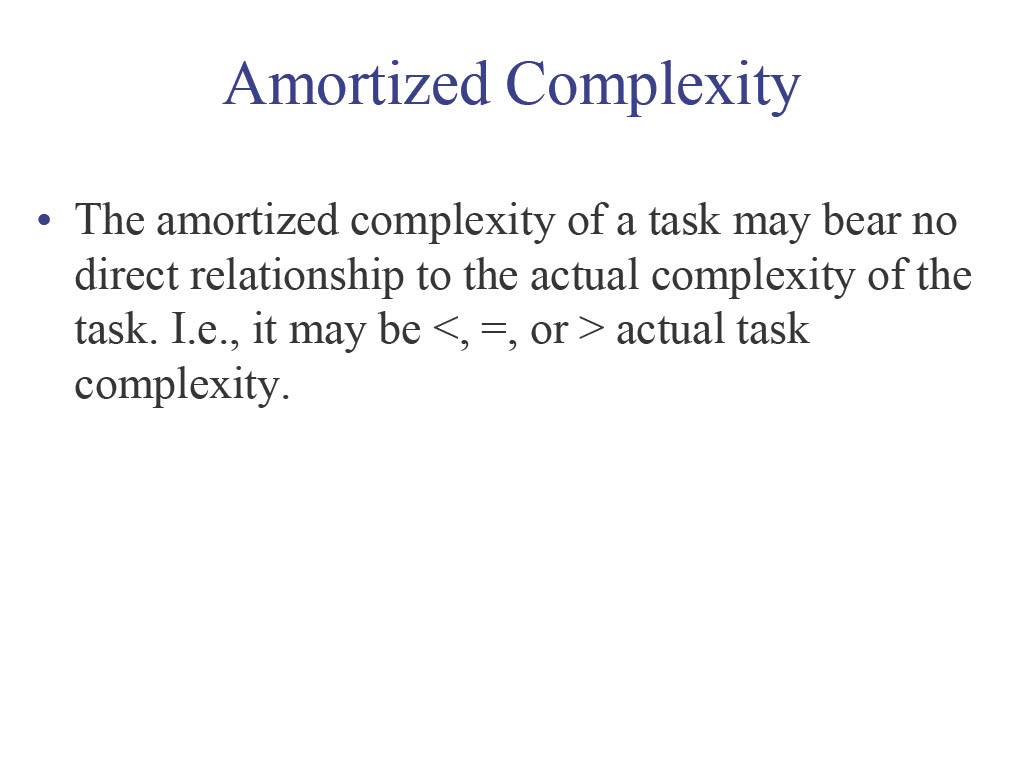 Amortized Complexity
• The amortized complexity of a task may bear no
direct relationship to the actual complexity of the
task. I.e., it may be <, =, or > actual task
complexity.